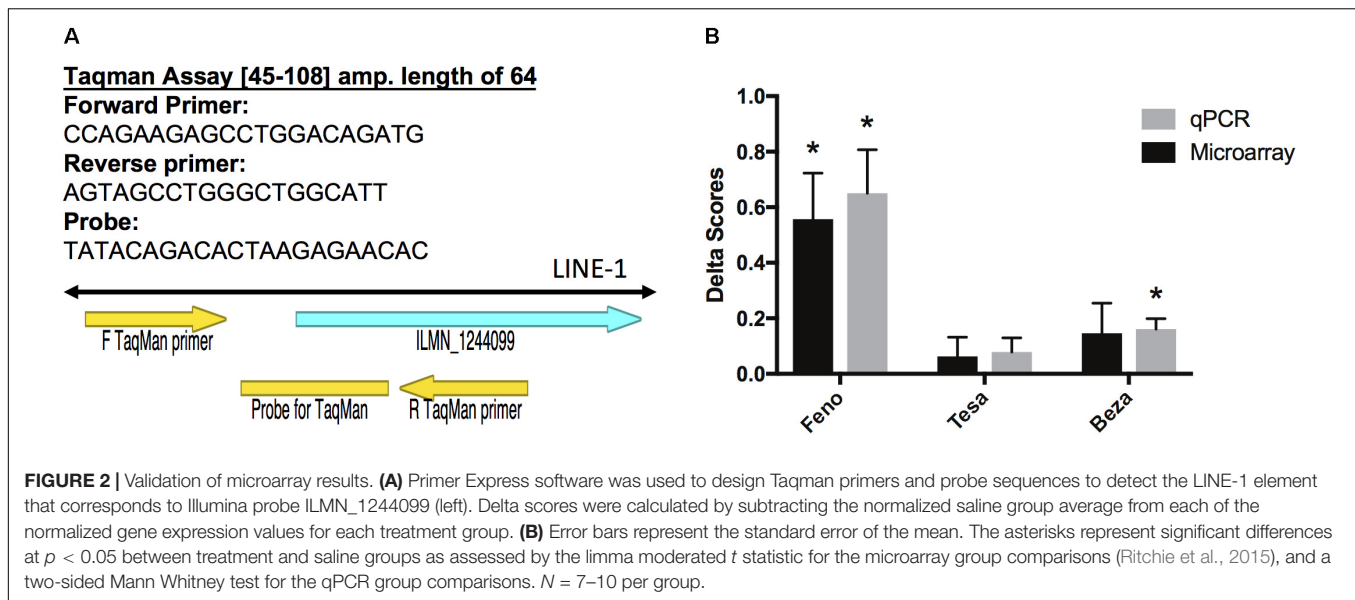 A
Taqman Assay [45-108] amp. length of 64
Forward Primer:
CCAGAAGAGCCTGGACAGATG
Reverse primer:
AGTAGCCTGGGCTGGCATT
Probe:
TATACAGACACTAAGAGAACAC
LINE-1
F TaqMan primer
ILMN_1244099
Probe for TaqMan
R TaqMan primer
B
Delta Scores
1.0
0.8
0.6
0.4
0.2
0.0
* *
*
qPCR
Microarray
Feno
Tesa
Beza
FIGURE 2 | Validation of microarray results. (A) Primer Express software was used to design Taqman primers and probe sequences to detect the LINE-1 element
that corresponds to Illumina probe ILMN_1244099 (left). Delta scores were calculated by subtracting the normalized saline group average from each of the
normalized gene expression values for each treatment group. (B) Error bars represent the standard error of the mean. The asterisks represent significant differences
at p < 0.05 between treatment and saline groups as assessed by the limma moderated t statistic for the microarray group comparisons (Ritchie et al., 2015), and a
two-sided Mann Whitney test for the qPCR group comparisons. N = 7–10 per group.